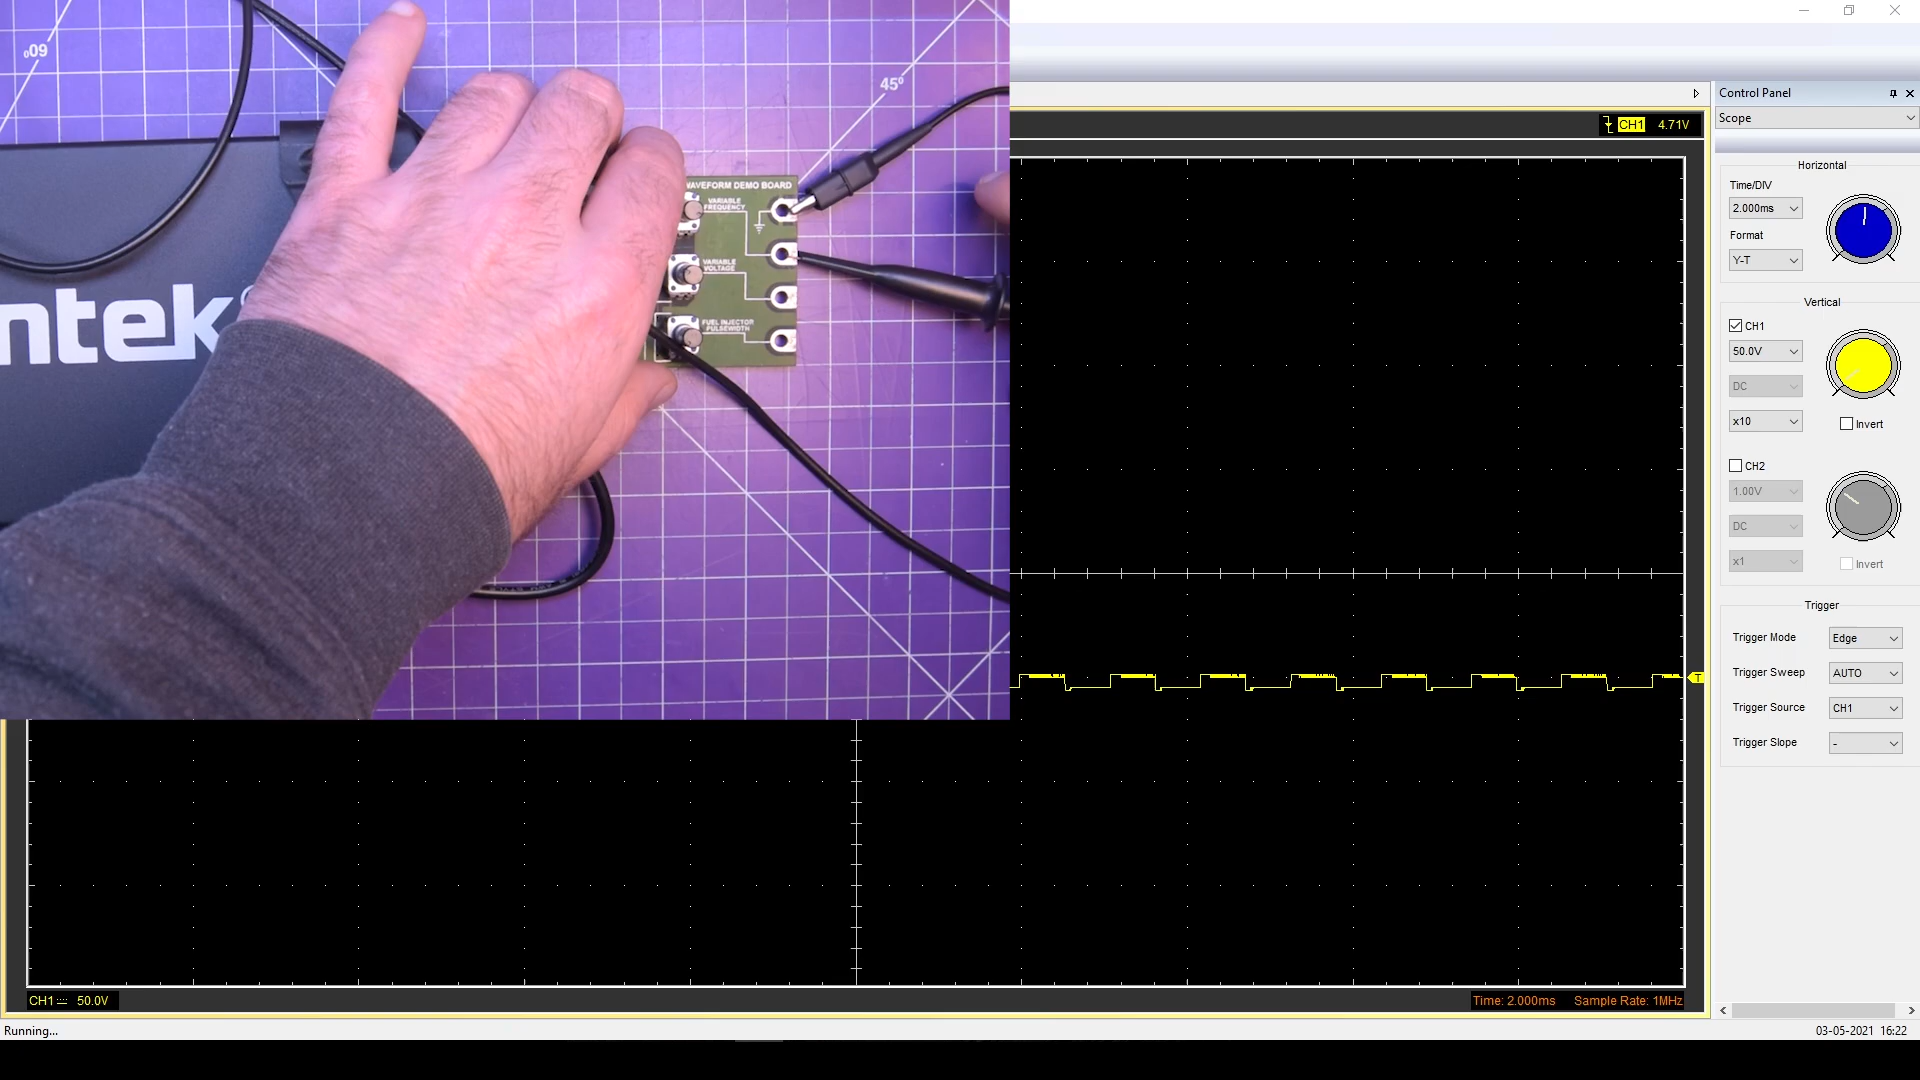 60º
45º
ntek
WAVEFORM DEMO BOARD
VARIABLE
FREQUENCY
VARIABLE
VOLTAGE
FUEL INJECTOR
PULSEWIDTH
CH1 4.71V
T
CH1 50.0V
Time: 2.000ms Sample Rate: 1MHz
Running...
Control Panel
Scope
Horizontal
Time/DIV
2.000ms
Format
Y-T
Vertical
CH1
50.0V
DC
x10
Invert
CH2
1.00V
DC
x1
Invert
Trigger
Trigger Mode Edge
Trigger Sweep AUTO
Trigger Source CH1
Trigger Slope -
03-05-2021 16:22